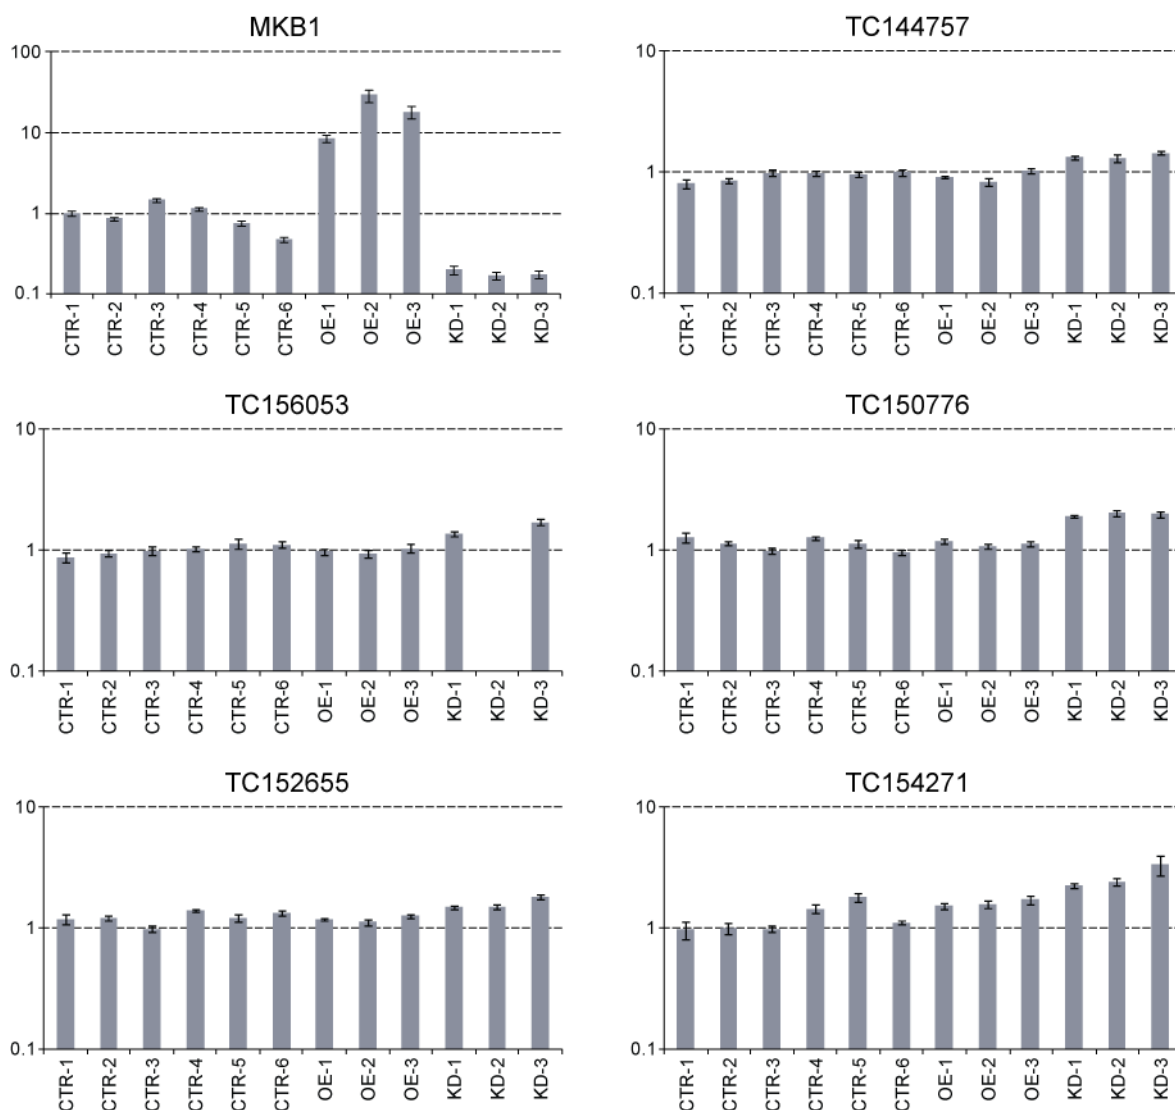 MKB1
100
10
1
0.1
CTR-1 CTR-2 CTR-3 CTR-4 CTR-5 CTR-6 OE-1 OE-2 OE-3 KD-1 KD-2 KD-3
TC144757
10
1
0.1
CTR-1 CTR-2 CTR-3 CTR-4 CTR-5 CTR-6 OE-1 OE-2 OE-3 KD-1 KD-2 KD-3
TC156053
10
1
0.1
CTR-1 CTR-2 CTR-3 CTR-4 CTR-5 CTR-6 OE-1 OE-2 OE-3 KD-1 KD-2 KD-3
TC150776
10
1
0.1
CTR-1 CTR-2 CTR-3 CTR-4 CTR-5 CTR-6 OE-1 OE-2 OE-3 KD-1 KD-2 KD-3
TC152655
10
1
0.1
CTR-1 CTR-2 CTR-3 CTR-4 CTR-5 CTR-6 OE-1 OE-2 OE-3 KD-1 KD-2 KD-3
TC154271
10
1
0.1
CTR-1 CTR-2 CTR-3 CTR-4 CTR-5 CTR-6 OE-1 OE-2 OE-3 KD-1 KD-2 KD-3